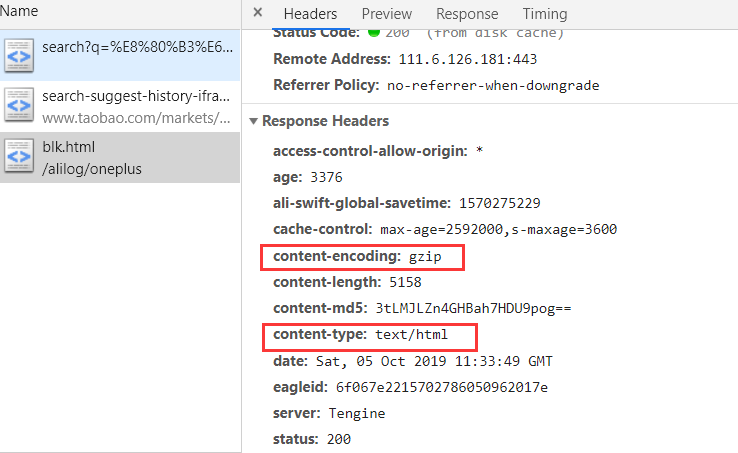 Name
search?q=%E8%80%B3%E6...
search-suggest-history-ifra...
www.taobao.com/markets/...
blk.html
/alilog/oneplus
× Headers Preview Response Timing
Status Code: 200 (from disk cache)
Remote Address: 111.6.126.181:443
Referrer Policy: no-referrer-when-downgrade
Response Headers
access-control-allow-origin: *
age: 3376
ali-swift-global-savetime: 1570275229
cache-control: max-age=2592000,s-maxage=3600
content-encoding: gzip
content-length: 5158
content-md5: 3tLMJLZn4GHBah7HDU9pog==
content-type: text/html
date: Sat, 05 Oct 2019 11:33:49 GMT
eagleid: 6f067e2215702786050962017e
server: Tengine
status: 200